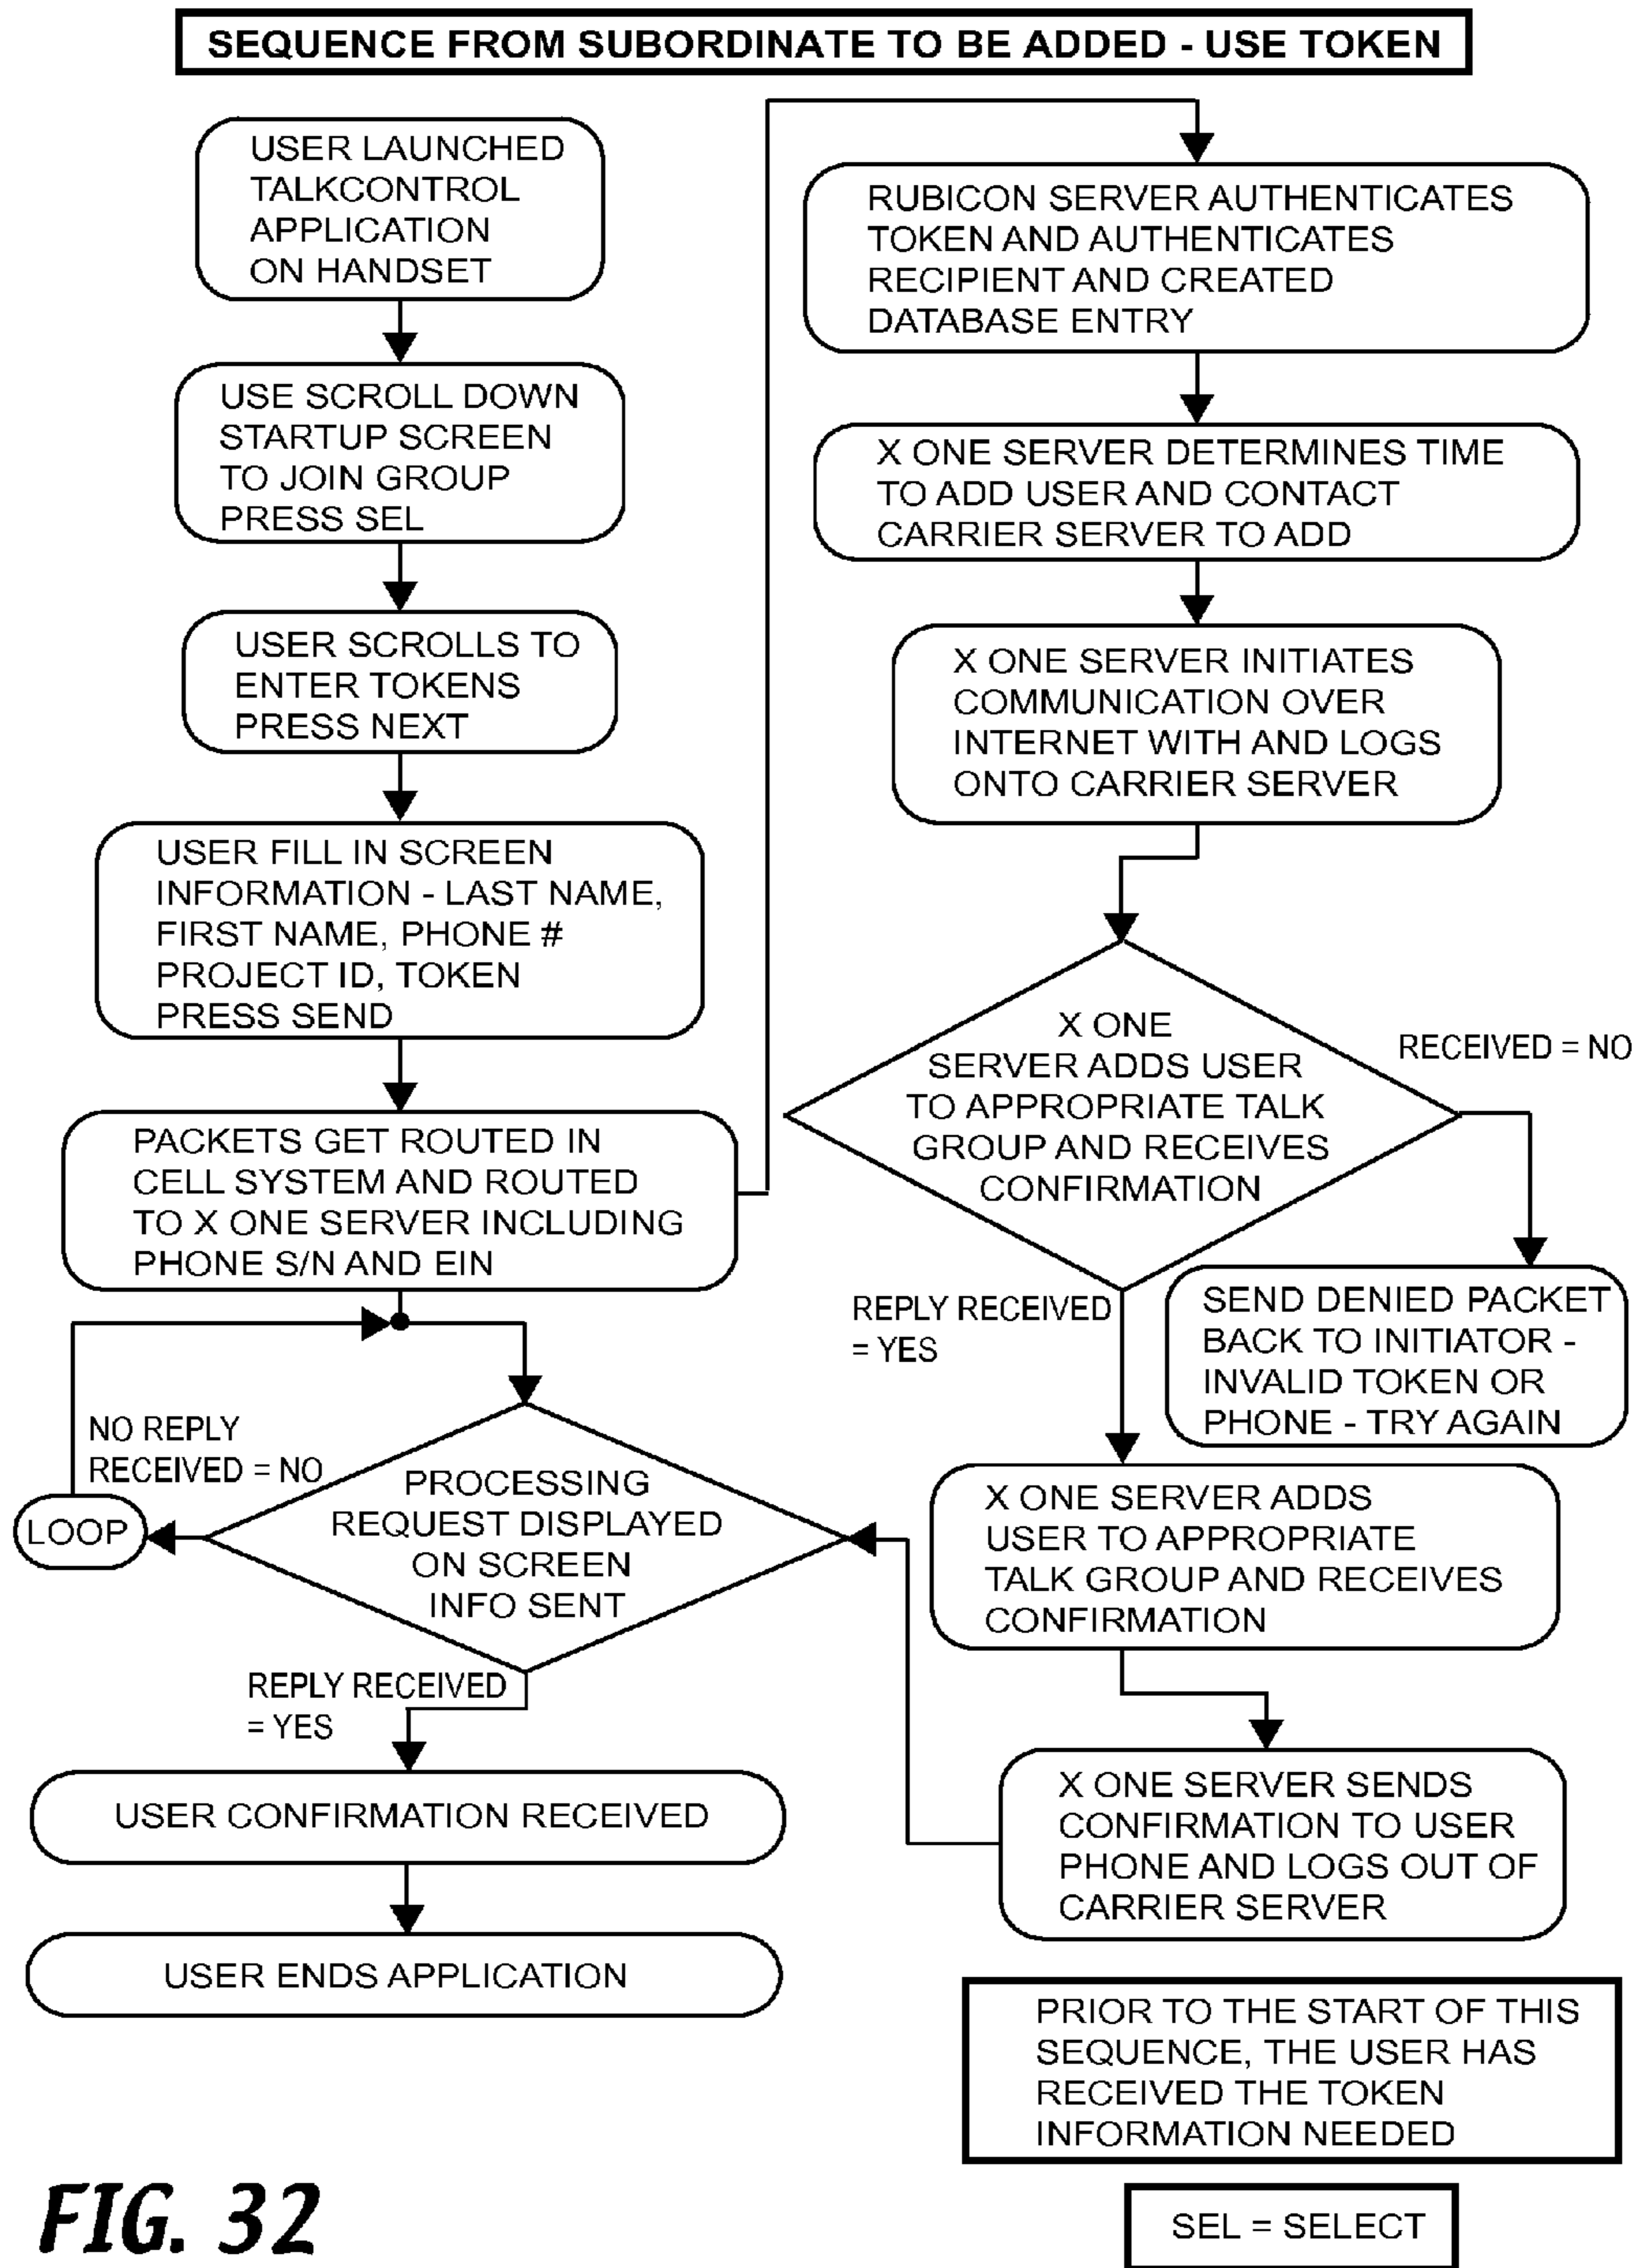 SEQUENCE FROM SUBORDINATE TO BE ADDED - USE TOKEN
USER LAUNCHED
TALKCONTROL
APPLICATION
ON HANDSET
USE SCROLL DOWN
STARTUP SCREEN
TO JOIN GROUP
PRESS SEL
USER SCROLLS TO
ENTER TOKENS
PRESS NEXT
USER FILL IN SCREEN
INFORMATION - LAST NAME,
FIRST NAME, PHONE #
PROJECT ID, TOKEN
PRESS SEND
PACKETS GET ROUTED IN
CELL SYSTEM AND ROUTED
TO X ONE SERVER INCLUDING
PHONE S/N AND EIN
NO REPLY
RECEIVED = NO
LOOP
PROCESSING
REQUEST DISPLAYED
ON SCREEN
INFO SENT
REPLY RECEIVED
= YES
USER CONFIRMATION RECEIVED
USER ENDS APPLICATION
RUBICON SERVER AUTHENTICATES
TOKEN AND AUTHENTICATES
RECIPIENT AND CREATED
DATABASE ENTRY
X ONE SERVER DETERMINES TIME
TO ADD USER AND CONTACT
CARRIER SERVER TO ADD
X ONE SERVER INITIATES
COMMUNICATION OVER
INTERNET WITH AND LOGS
ONTO CARRIER SERVER
X ONE
SERVER ADDS USER
TO APPROPRIATE TALK
GROUP AND RECEIVES
CONFIRMATION
RECEIVED = NO
SEND DENIED PACKET
BACK TO INITIATOR -
INVALID TOKEN OR
PHONE - TRY AGAIN
REPLY RECEIVED
= YES
X ONE SERVER ADDS
USER TO APPROPRIATE
TALK GROUP AND RECEIVES
CONFIRMATION
X ONE SERVER SENDS
CONFIRMATION TO USER
PHONE AND LOGS OUT OF
CARRIER SERVER
PRIOR TO THE START OF THIS
SEQUENCE, THE USER HAS
RECEIVED THE TOKEN
INFORMATION NEEDED
SEL = SELECT
FIG. 32